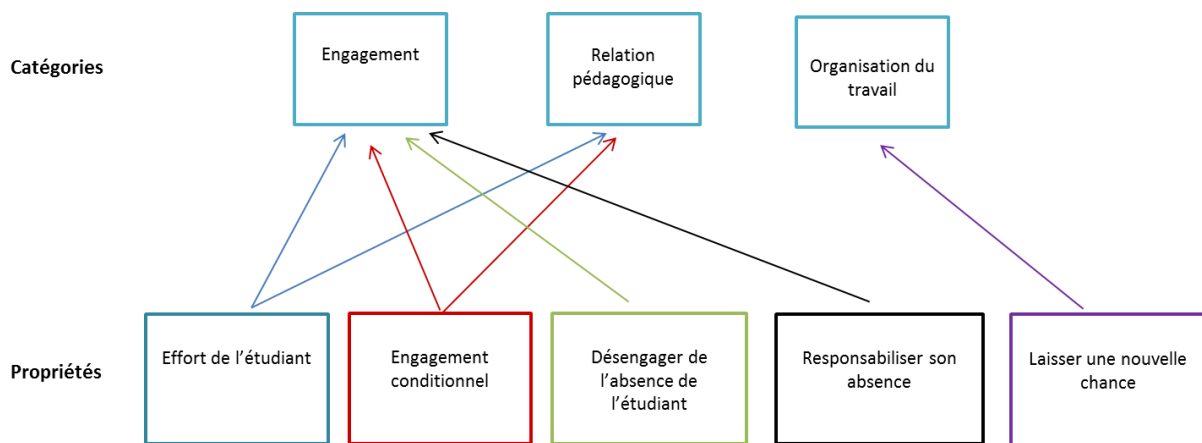 Catégories
Engagement
Relation
pédagogique
Organisation du
travail
Propriétés
Effort de l’étudiant
Engagement
conditionnel
Désengager de
l’absence de
l’étudiant
Responsabiliser son
absence
Laisser une nouvelle
chance